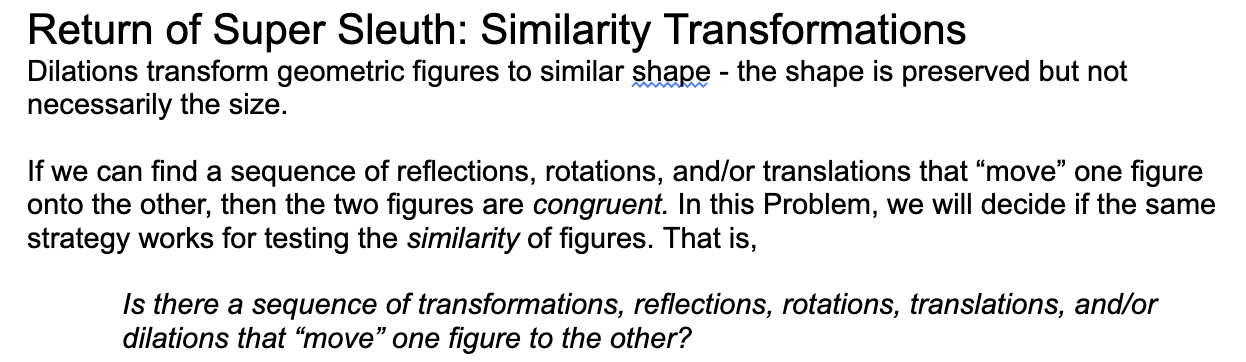 Return of Super Sleuth: Similarity Transformations
Dilations transform geometric figures to similar shape - the shape is preserved but not
necessarily the size.
If we can find a sequence of reflections, rotations, and/or translations that “move” one figure
onto the other, then the two figures are congruent. In this Problem, we will decide if the same
strategy works for testing the similarity of figures. That is,
Is there a sequence of transformations, reflections, rotations, translations, and/or
dilations that “move” one figure to the other?